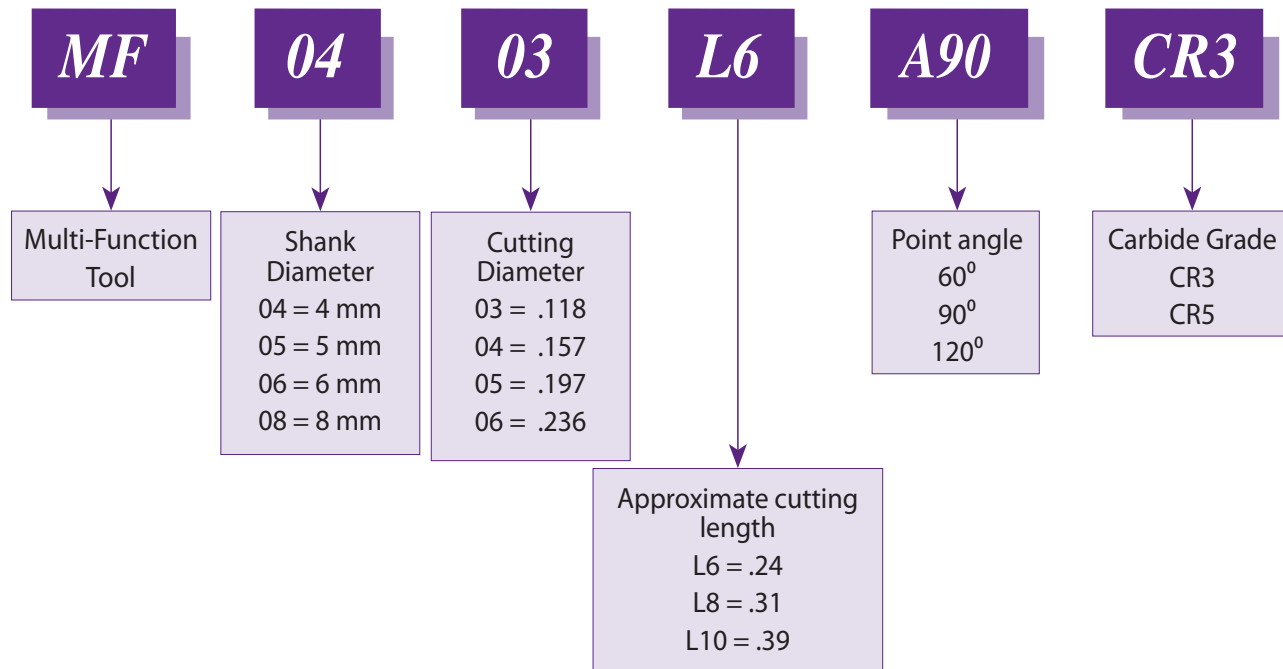 MF
04
03
L6
A90
CR3
Multi-Function
Tool
Shank
Diameter
04 = 4 mm
05 = 5 mm
06 = 6 mm
08 = 8 mm
Cutting
Diameter
03 = .118
04 = .157
05 = .197
06 = .236
Approximate cutting
length
L6 = .24
L8 = .31
L10 = .39
Point angle
60⁰
90⁰
120⁰
Carbide Grade
CR3
CR5